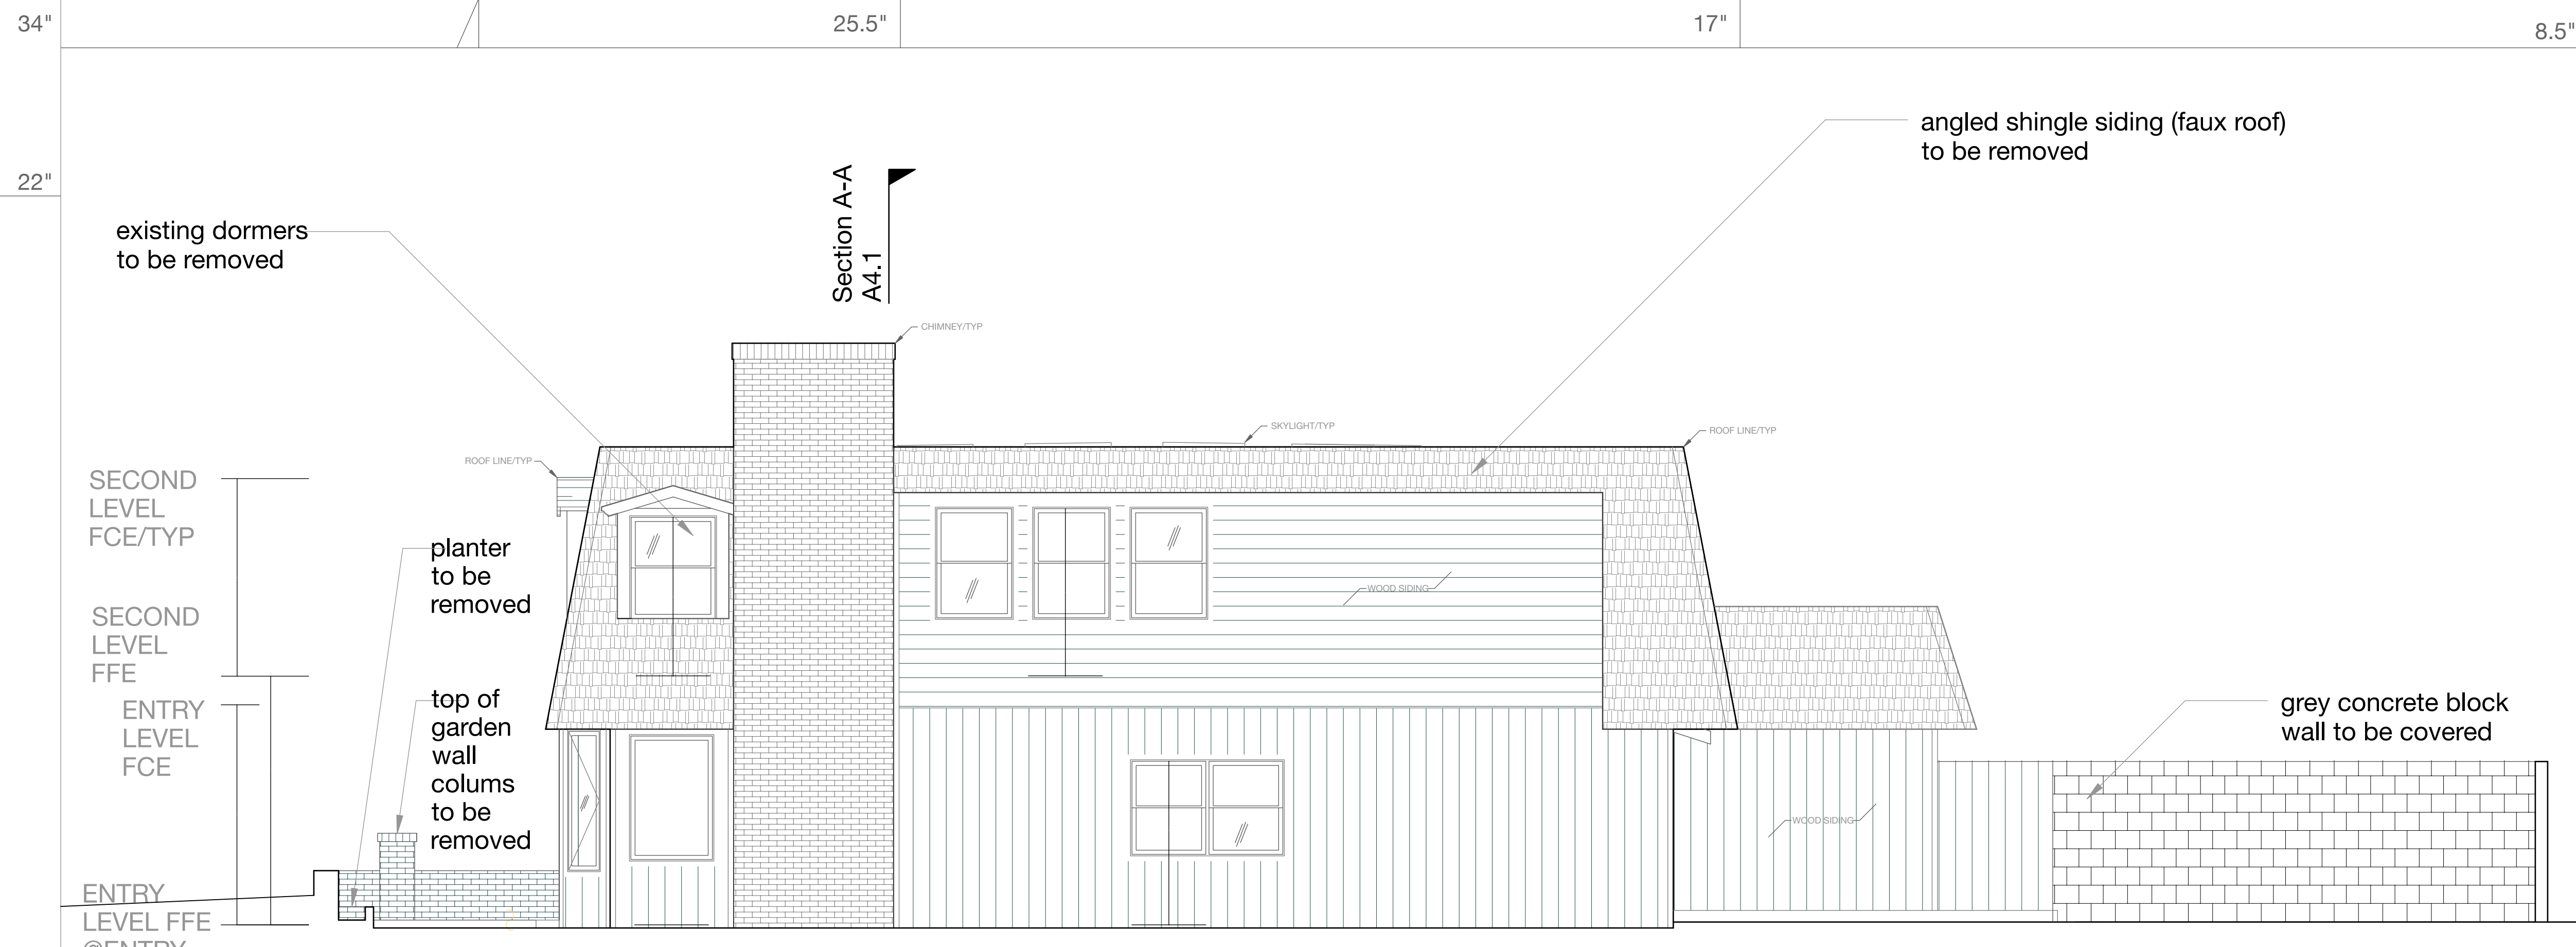 34"
25.5"
17"
8.5"
22"
angled shingle siding (faux roof)
to be removed
existing dormers
to be removed
Section A-A
A4.1
CHIMNEY/TYP
SKYLIGHT/TYP
ROOF LINE/TYP
ROOF LINE/TYP
SECOND
LEVEL
FCE/TYP
planter
to be
removed
WOOD SIDING
SECOND
LEVEL
FFE
top of
garden
wall
colums
to be
removed
ENTRY
LEVEL
FCE
grey concrete block
wall to be covered
WOOD SIDING
ENTRY
LEVEL FFE
@ENTRY